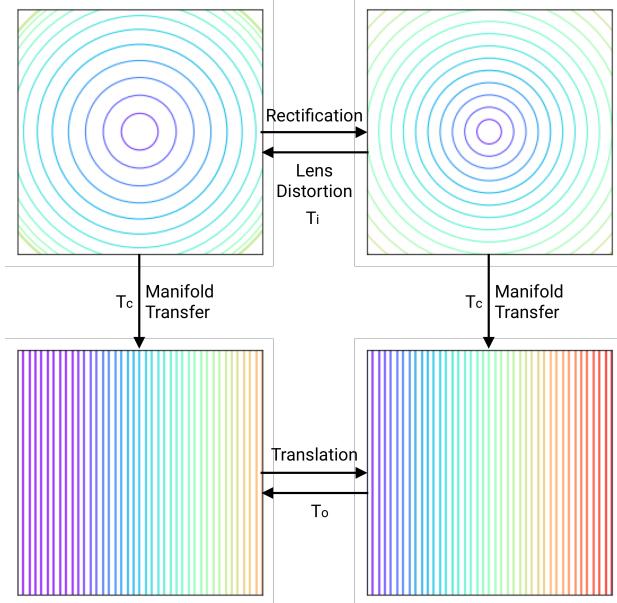 Rectification
Lens
Distortion
Ti
Tc
Manifold
Transfer
Tc
Manifold
Transfer
Translation
To